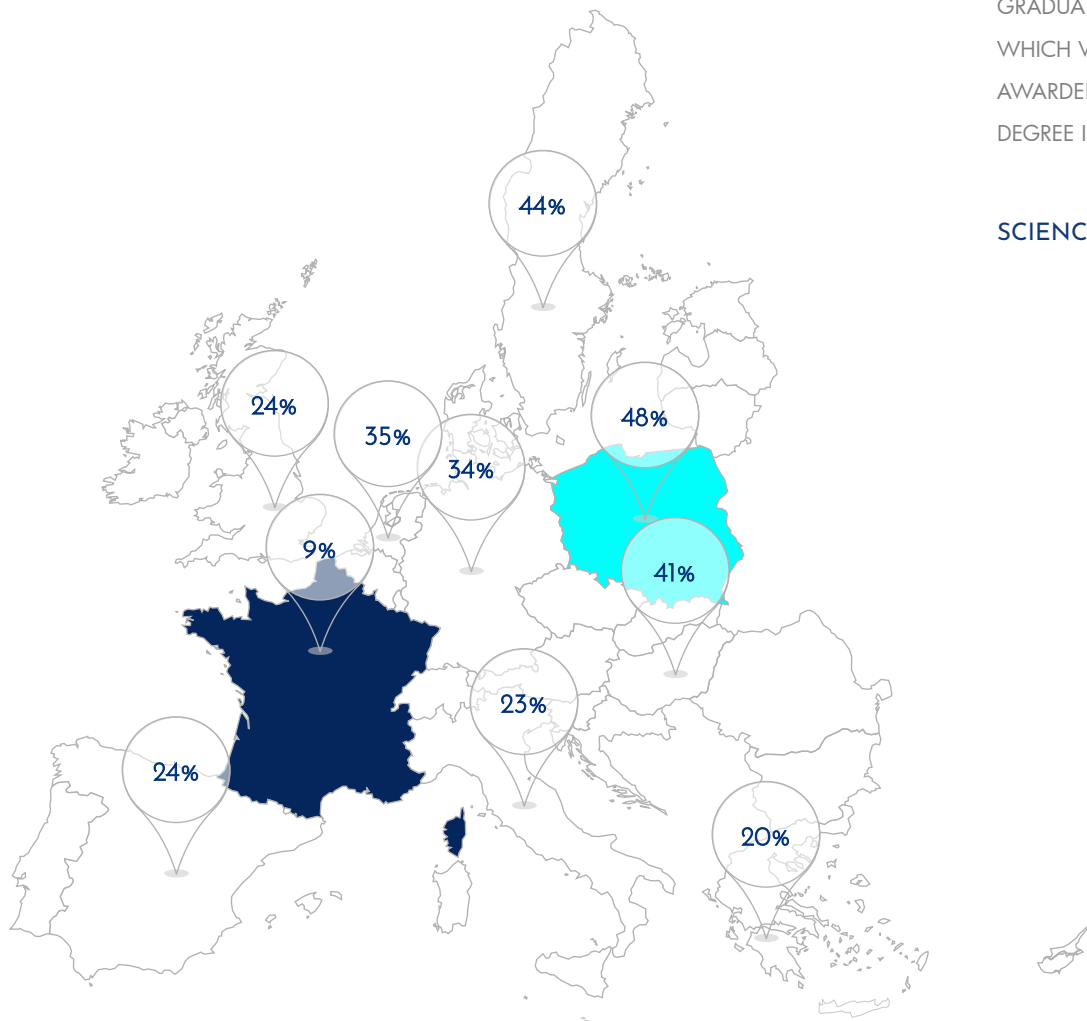 GRADUA
WHICH V
AWARDE
DEGREE I
SCIENC
44%
24%
35%
48%
34%
9%
41%
23%
24%
20%